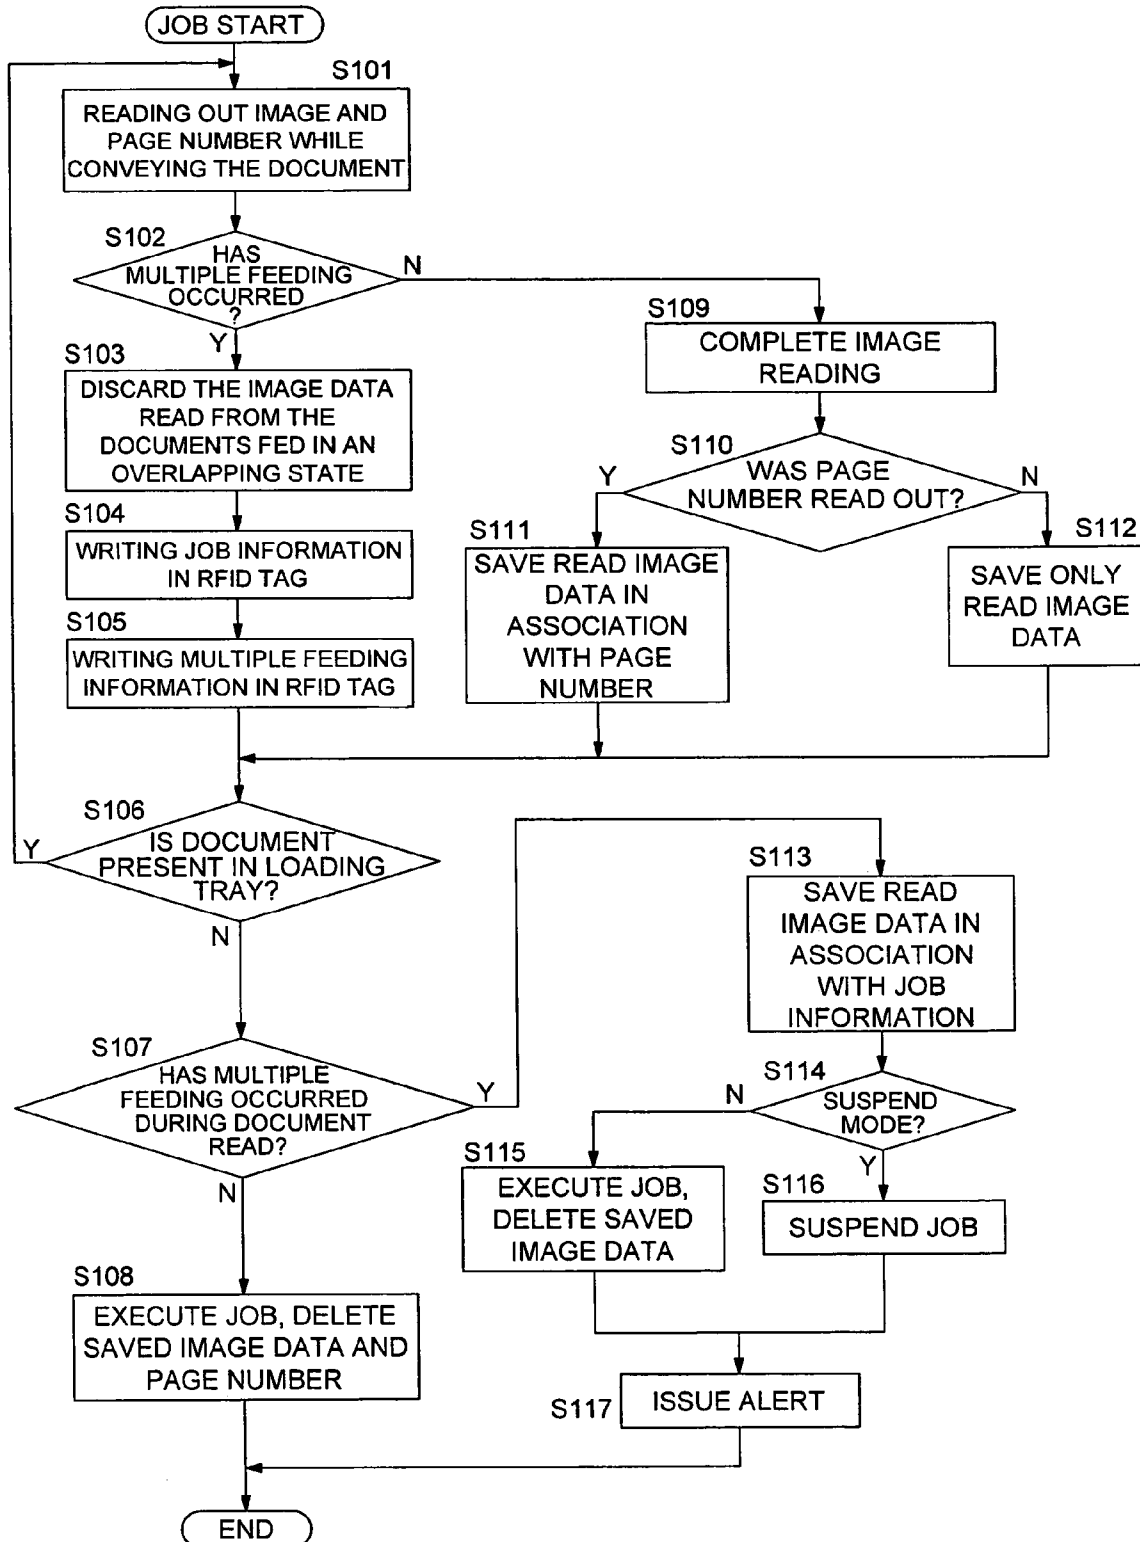 JOB START
S101
READING OUT IMAGE AND
PAGE NUMBER WHILE
CONVEYING THE DOCUMENT
S102
HAS
MULTIPLE FEEDING
OCCURRED
?
N
Y
S103
DISCARD THE IMAGE DATA
READ FROM THE
DOCUMENTS FED IN AN
OVERLAPPING STATE
S104
WRITING JOB INFORMATION
IN RFID TAG
S105
WRITING MULTIPLE FEEDING
INFORMATION IN RFID TAG
S109
COMPLETE IMAGE
READING
S110
WAS PAGE
NUMBER READ OUT?
Y
N
S111
SAVE READ IMAGE
DATA IN
ASSOCIATION
WITH PAGE
NUMBER
S112
SAVE ONLY
READ IMAGE
DATA
S106
IS DOCUMENT
PRESENT IN LOADING
TRAY?
Y
N
S107
HAS MULTIPLE
FEEDING OCCURRED
DURING DOCUMENT
READ?
Y
N
S108
EXECUTE JOB, DELETE
SAVED IMAGE DATA AND
PAGE NUMBER
S113
SAVE READ
IMAGE DATA IN
ASSOCIATION
WITH JOB
INFORMATION
S114
SUSPEND
MODE?
N
Y
S115
EXECUTE JOB,
DELETE SAVED
IMAGE DATA
S116
SUSPEND JOB
S117
ISSUE ALERT
END